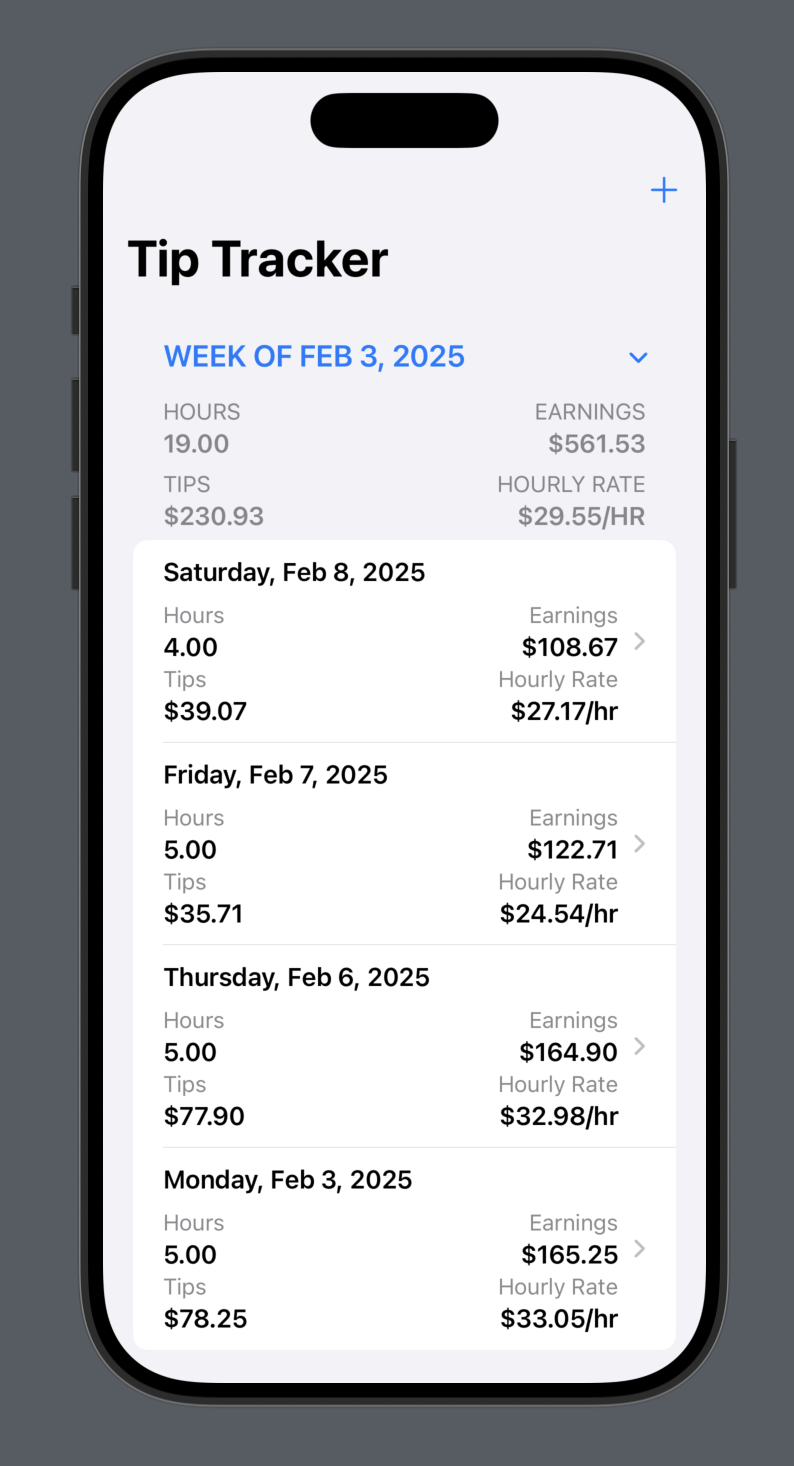 Tip Tracker
WEEK OF FEB 3, 2025
HOURS EARNINGS
19.00 $561.53
TIPS HOURLY RATE
$230.93 $29.55/HR
Saturday, Feb 8, 2025
Hours Earnings
4.00 $108.67
Tips Hourly Rate
$39.07 $27.17/hr
Friday, Feb 7, 2025
Hours Earnings
5.00 $122.71
Tips Hourly Rate
$35.71 $24.54/hr
Thursday, Feb 6, 2025
Hours Earnings
5.00 $164.90
Tips Hourly Rate
$77.90 $32.98/hr
Monday, Feb 3, 2025
Hours Earnings
5.00 $165.25
Tips Hourly Rate
$78.25 $33.05/hr